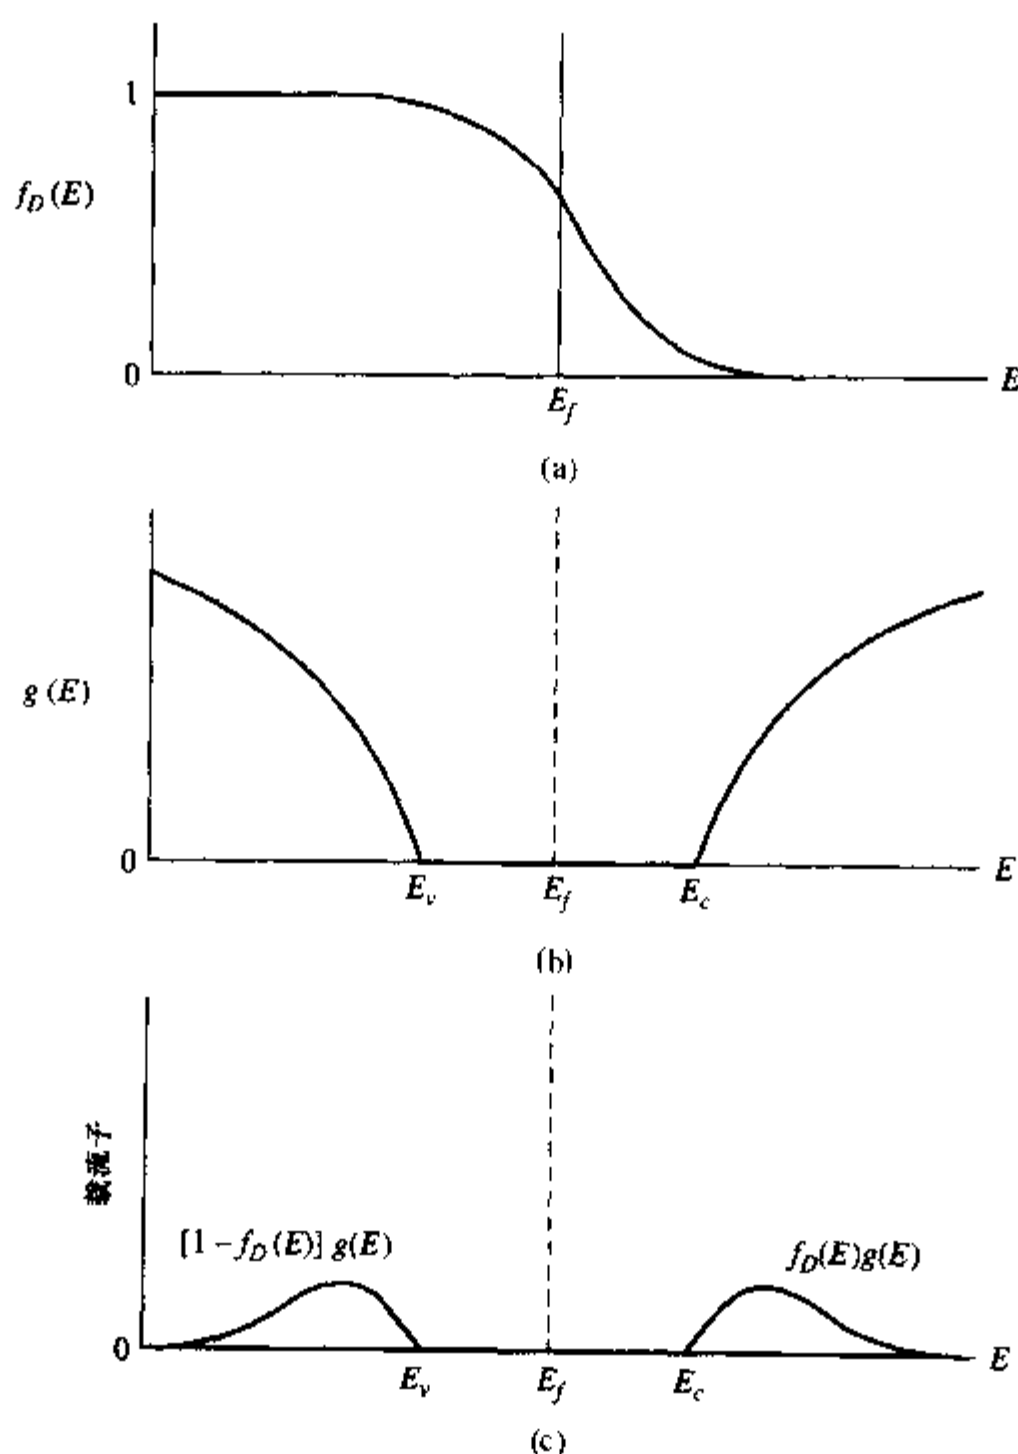 1
f_D (E)
0
E_f
E
(a)
g (E)
0
E_v
E_f
E_c
E
(b)
载流子
[1 - f_D (E)] g(E)
f_D(E)g(E)
0
E_v
E_f
E_c
E
(c)